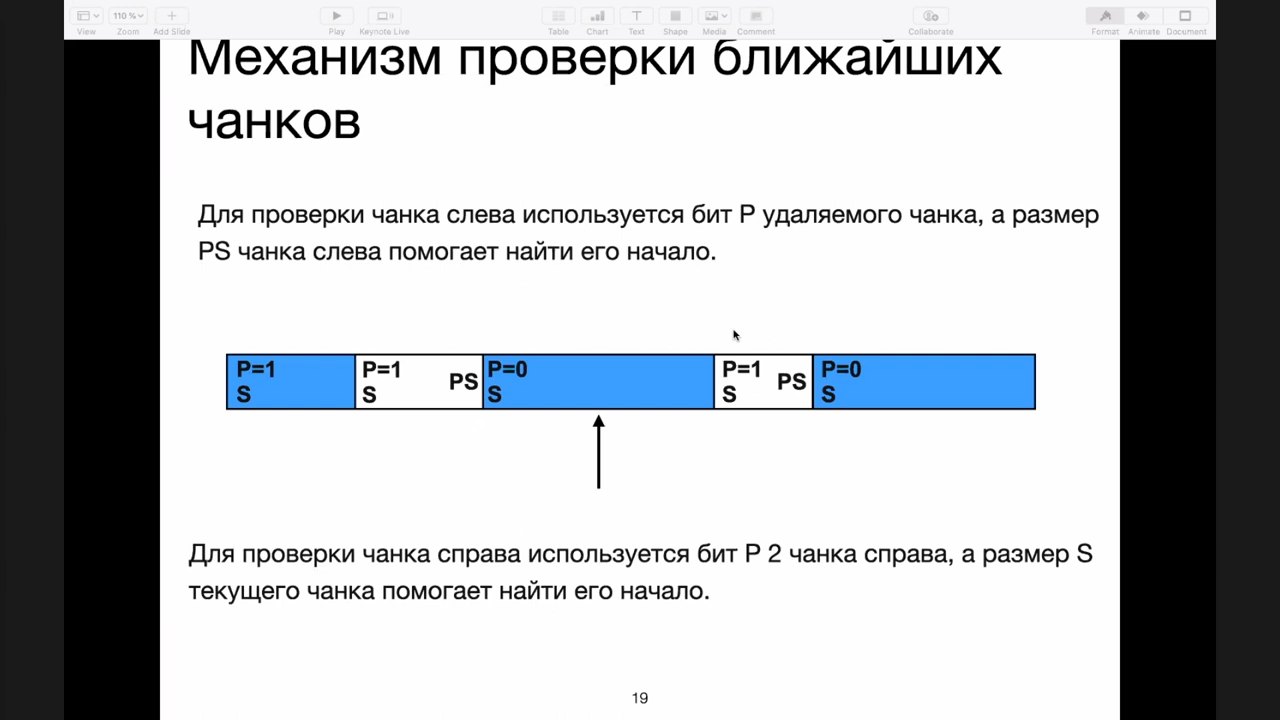 110 %
View
Zoom
Add Slide
Play
Keynote Live
Table
Chart
Text
Shape
Media
Comment
Collaborate
Format
Animate
Document
Механизм проверки ближайших
чанков
Для проверки чанка слева используется бит P удаляемого чанка, а размер
PS чанка слева помогает найти его начало.
P=1
S
P=1
S
PS
P=0
S
P=1
S
PS
P=0
S
Для проверки чанка справа используется бит P 2 чанка справа, а размер S
текущего чанка помогает найти его начало.
19